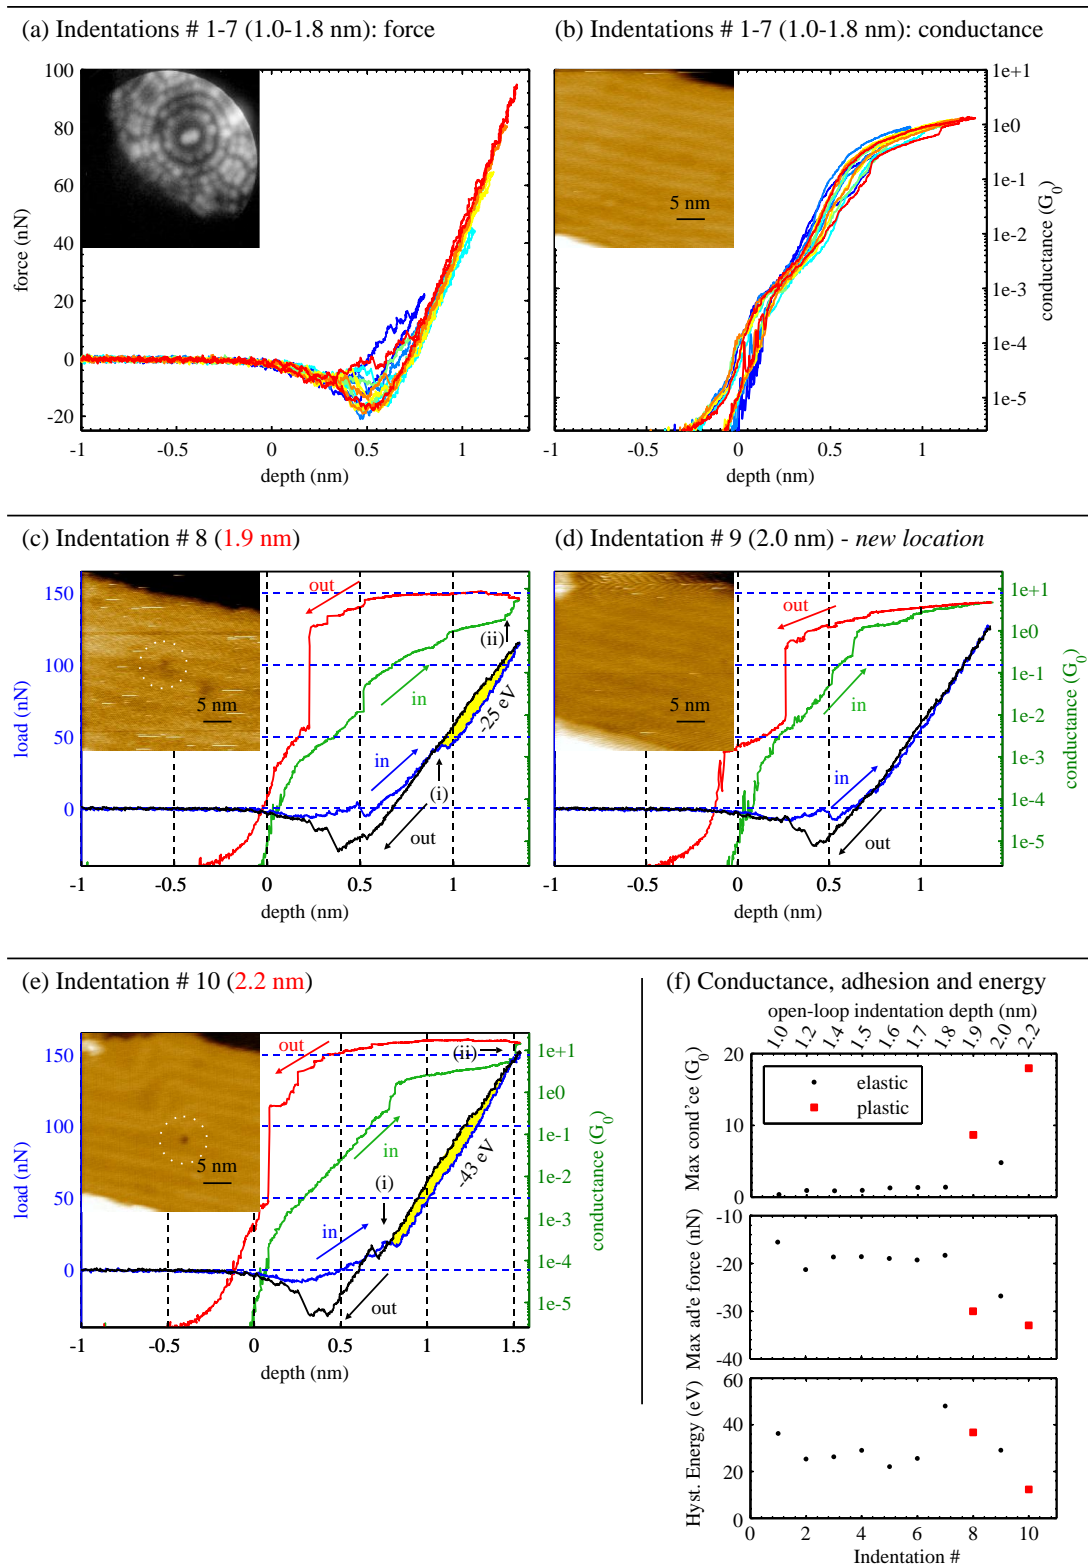 (a) Indentations # 1-7 (1.0-1.8 nm): force
100
80
60
40
20
0
-20
force (nN)
-1
-0.5
0
0.5
1
depth (nm)
(b) Indentations # 1-7 (1.0-1.8 nm): conductance
5 nm
1e+1
1e0
1e-1
1e-2
1e-3
1e-4
1e-5
conductance (G0)
-1
-0.5
0
0.5
1
depth (nm)
(c) Indentation # 8 (1.9 nm)
150
100
50
0
load (nN)
5 nm
out
in
in
out
(i)
(ii)
-25 eV
-1
-0.5
0
0.5
1
depth (nm)
(d) Indentation # 9 (2.0 nm) - new location
5 nm
out
in
in
out
1e+1
1e0
1e-1
1e-2
1e-3
1e-4
1e-5
conductance (G0)
-1
-0.5
0
0.5
1
depth (nm)
(e) Indentation # 10 (2.2 nm)
150
100
50
0
load (nN)
5 nm
out
in
in
out
(i)
(ii)
-43 eV
1e+1
1e0
1e-1
1e-2
1e-3
1e-4
1e-5
conductance (G0)
-1
-0.5
0
0.5
1
1.5
depth (nm)
(f) Conductance, adhesion and energy
open-loop indentation depth (nm)
1.0 1.2 1.4 1.5 1.6 1.7 1.8 1.9 2.0 2.2
20
10
0
Max cond'ce (G0)
elastic
plastic
-10
-20
-30
-40
Max ade force (nN)
60
40
20
0
Hyst. Energy (eV)
0 2 4 6 8 10
Indentation #